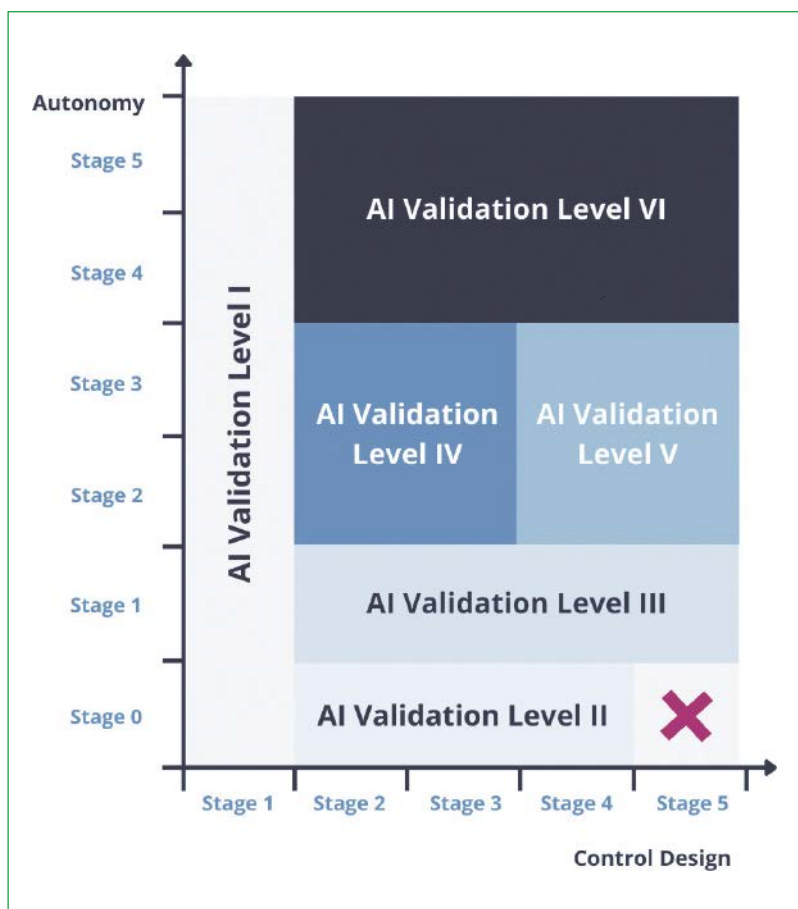 Autonomy
Stage 5
AI Validation Level VI
Stage 4
AI Validation Level I
Stage 3
AI Validation
Level IV
AI Validation
Level V
Stage 2
Stage 1
AI Validation Level III
Stage 0
AI Validation Level II
Stage 1
Stage 2
Stage 3
Stage 4
Stage 5
Control Design